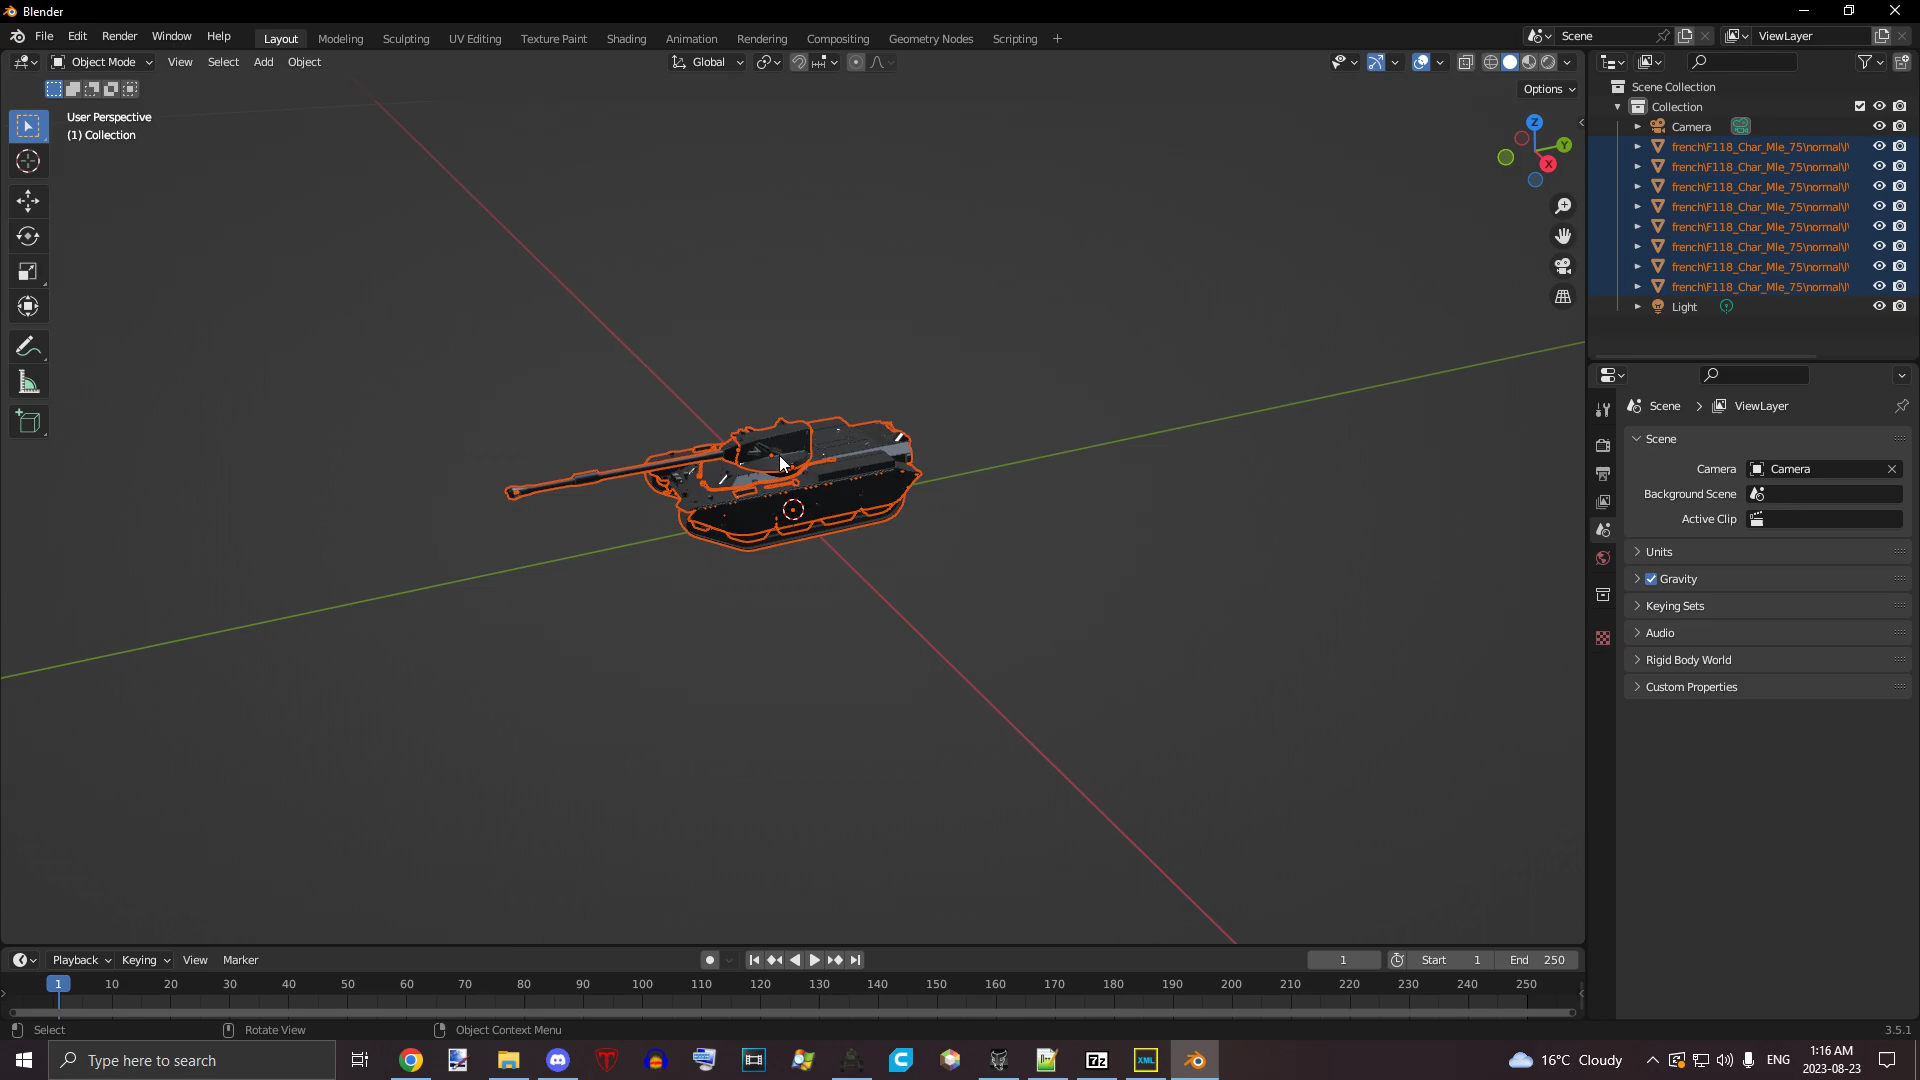 Blender
File Edit Render Window Help
Layout Modeling Sculpting UV Editing Texture Paint Shading Animation Rendering Compositing Geometry Nodes Scripting
Scene ViewLayer
Object Mode View Select Add Object
Global
Options
User Perspective
(1) Collection
Z
Y
X
Scene Collection
Collection
Camera
french\F118_Char_Mle_75\normal\l\
french\F118_Char_Mle_75\normal\l\
french\F118_Char_Mle_75\normal\l\
french\F118_Char_Mle_75\normal\l\
french\F118_Char_Mle_75\normal\l\
french\F118_Char_Mle_75\normal\l\
french\F118_Char_Mle_75\normal\l\
french\F118_Char_Mle_75\normal\l\
Light
Scene ViewLayer
Scene
Camera Camera
Background Scene
Active Clip
Units
Gravity
Keying Sets
Audio
Rigid Body World
Custom Properties
Playback Keying View Marker
1 Start 1 End 250
1 10 20 30 40 50 60 70 80 90 100 110 120 130 140 150 160 170 180 190 200 210 220 230 240 250
Select Rotate View Object Context Menu
3.5.1
Type here to search
7z
XML
16°C Cloudy
ENG
1:16 AM
2023-08-23